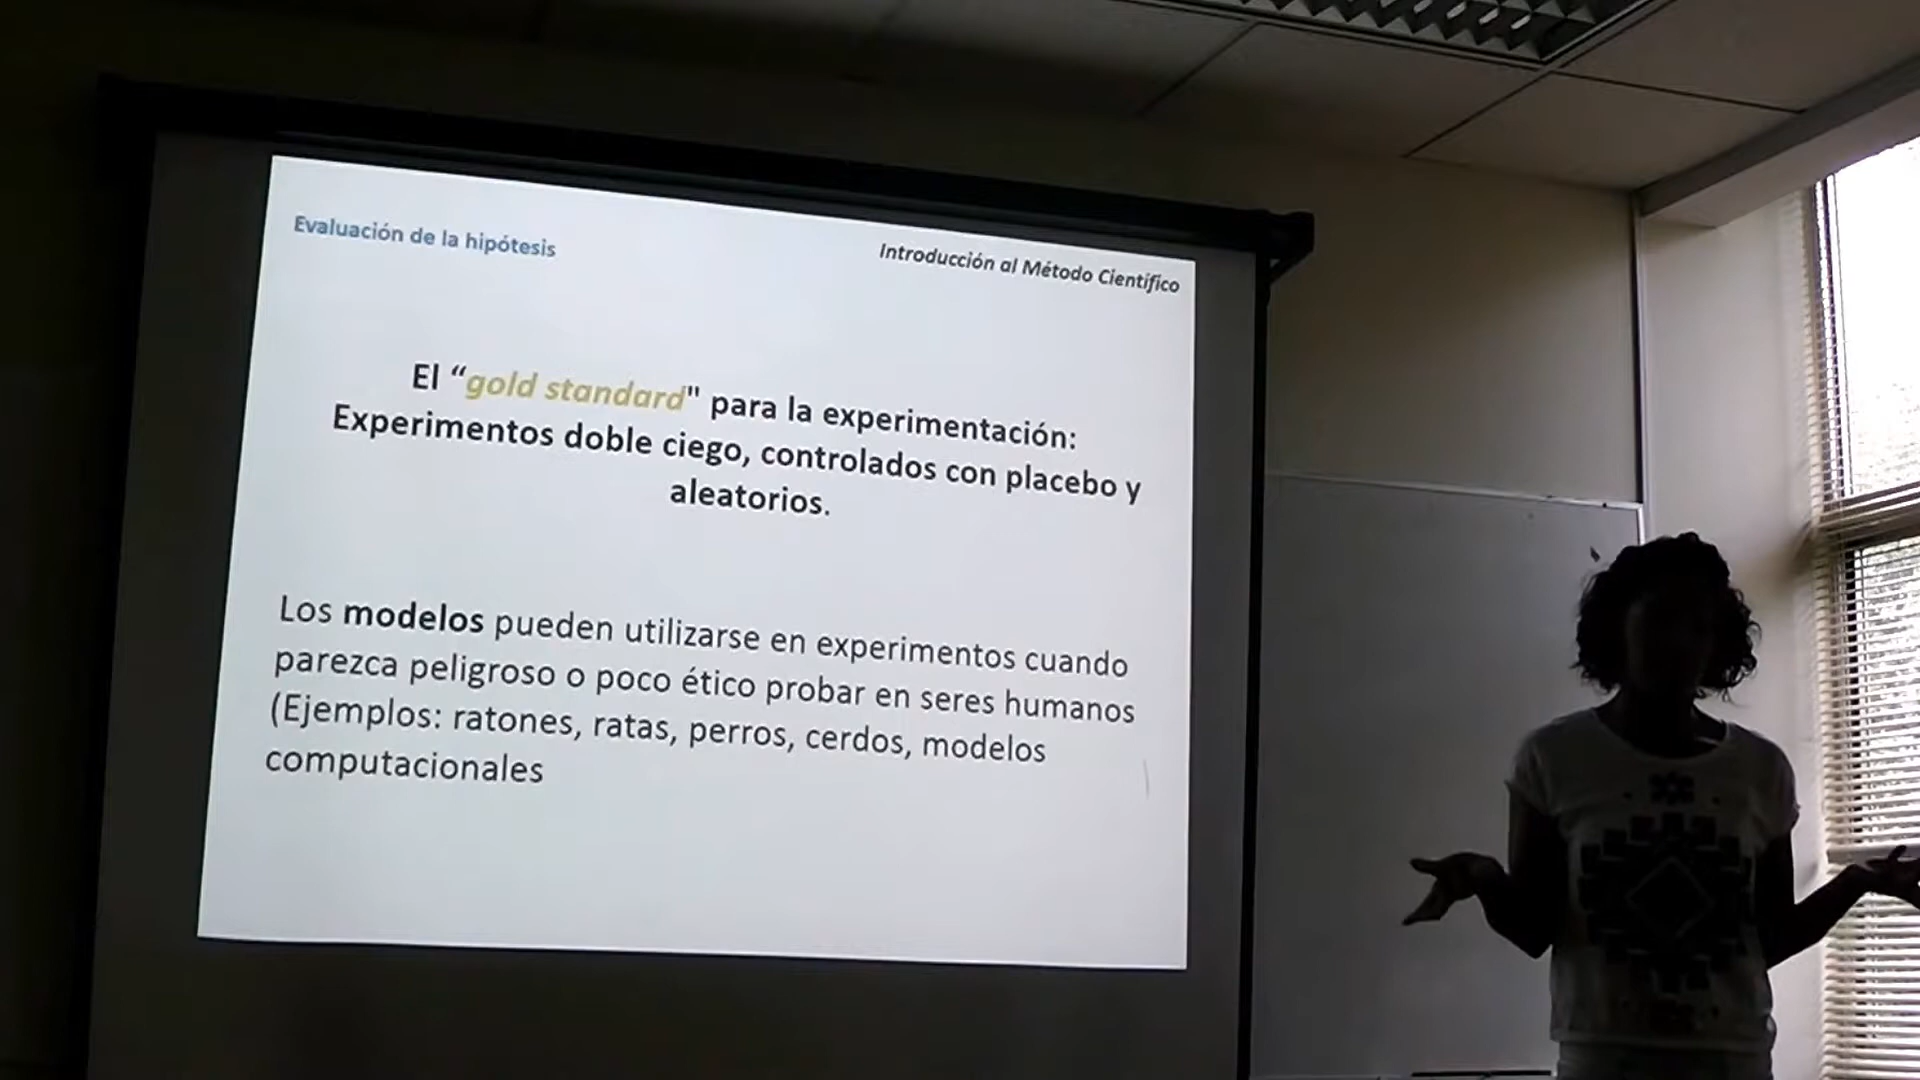 Evaluación de la hipótesis
Introducción al Método Científico
El “gold standard" para la experimentación:
Experimentos doble ciego, controlados con placebo y
aleatorios.
Los modelos pueden utilizarse en experimentos cuando
parezca peligroso o poco ético probar en seres humanos
(Ejemplos: ratones, ratas, perros, cerdos, modelos
computacionales